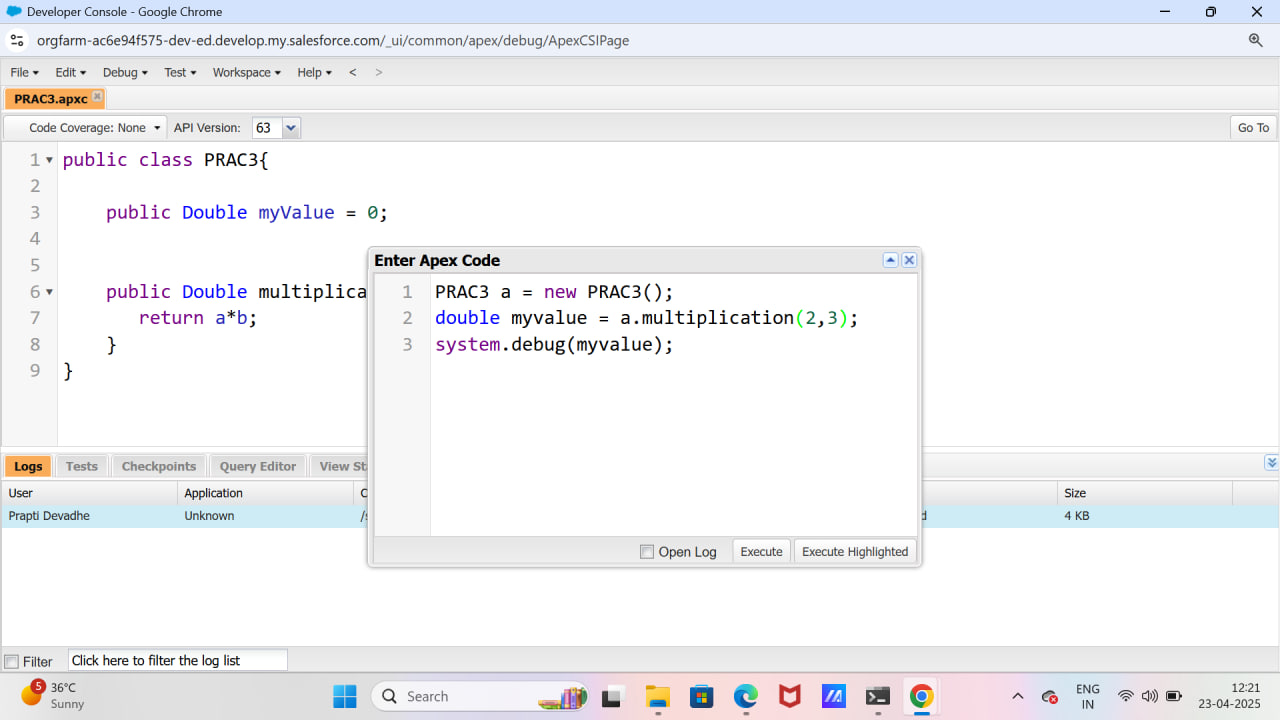 Developer Console - Google Chrome
orgfarm-ac6e94f575-dev-ed.develop.my.salesforce.com/_ui/common/apex/debug/ApexCSIPage
File Edit Debug Test Workspace Help < >
PRAC3.apxc
Code Coverage: None API Version: 63 Go To
1 public class PRAC3{
2
3 public Double myValue = 0;
4
5
6 public Double multiplica
7 return a*b;
8 }
9 }
Enter Apex Code
1 PRAC3 a = new PRAC3();
2 double myvalue = a.multiplication(2,3);
3 system.debug(myvalue);
Open Log Execute Execute Highlighted
Logs Tests Checkpoints Query Editor View St
User Application Size
Prapti Devadhe Unknown 4 KB
Filter Click here to filter the log list
5 36°C
Sunny
Search
ENG
IN
12:21
23-04-2025